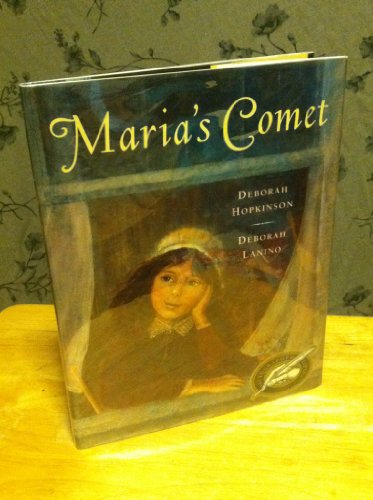 Maria's Comet
DEBORAH
HOPKINSON
DEBORAH
LANINO